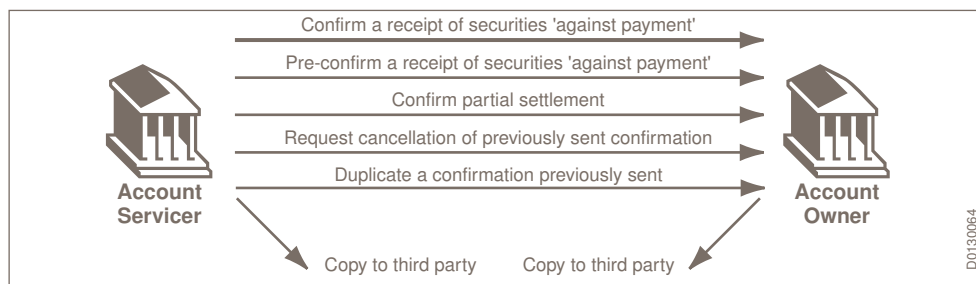 Confirm a receipt of securities 'against payment'
Pre-confirm a receipt of securities 'against payment'
Confirm partial settlement
Request cancellation of previously sent confirmation
Duplicate a confirmation previously sent
Account
Servicer
Account
Owner
Copy to third party
Copy to third party
D0130064